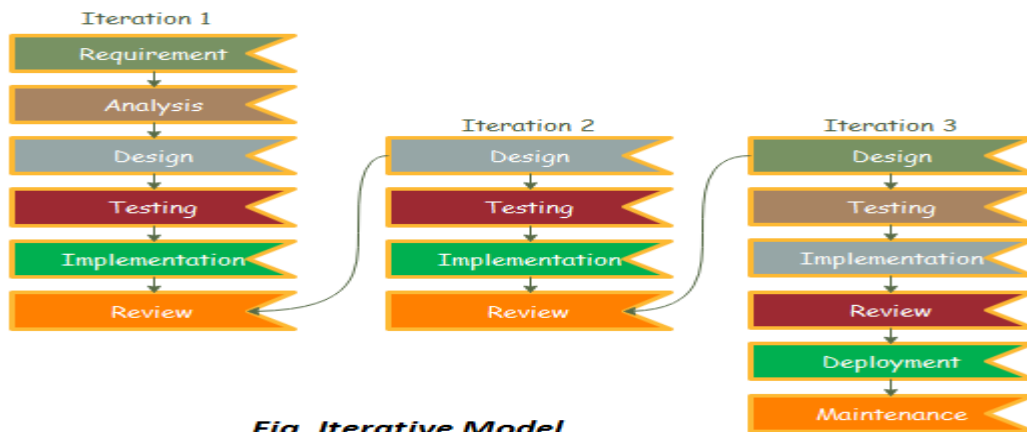 Iteration 1
Requirement
Analysis
Design
Testing
Implementation
Review
Iteration 2
Design
Testing
Implementation
Review
Iteration 3
Design
Testing
Implementation
Review
Deployment
Maintenance
Fig. Iterative Model